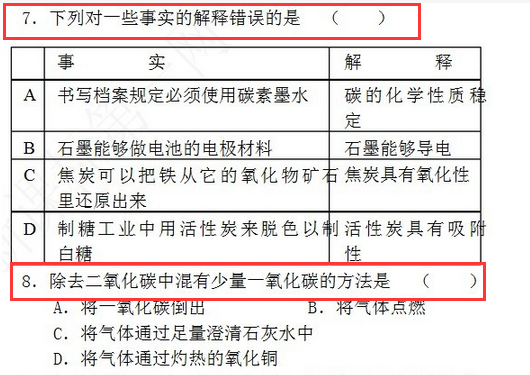 7. 下列对一些事实的解释错误的是 ( )
事 实 解 释
A 书写档案规定必须使用碳素墨水 碳的化学性质稳定
B 石墨能够做电池的电极材料 石墨能够导电
C 焦炭可以把铁从它的氧化物矿石里还原出来 焦炭具有氧化性
D 制糖工业中用活性炭来脱色以制白糖 活性炭具有吸附性
8. 除去二氧化碳中混有少量一氧化碳的方法是 ( )
A. 将一氧化碳倒出 B. 将气体点燃
C. 将气体通过足量澄清石灰水中
D. 将气体通过灼热的氧化铜